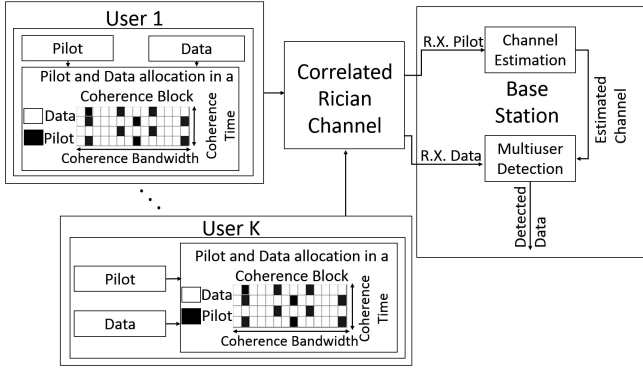 User 1
Pilot
Data
Pilot and Data allocation in a
Coherence Block
Data
Pilot
Coherence
Time
Coherence Bandwidth
Correlated
Rician
Channel
R.X. Pilot
R.X. Data
Channel
Estimation
Base
Station
Estimated
Channel
Multiuser
Detection
Detected
Data
User K
Pilot
Data
Pilot and Data allocation in a
Coherence Block
Data
Pilot
Coherence
Time
Coherence Bandwidth